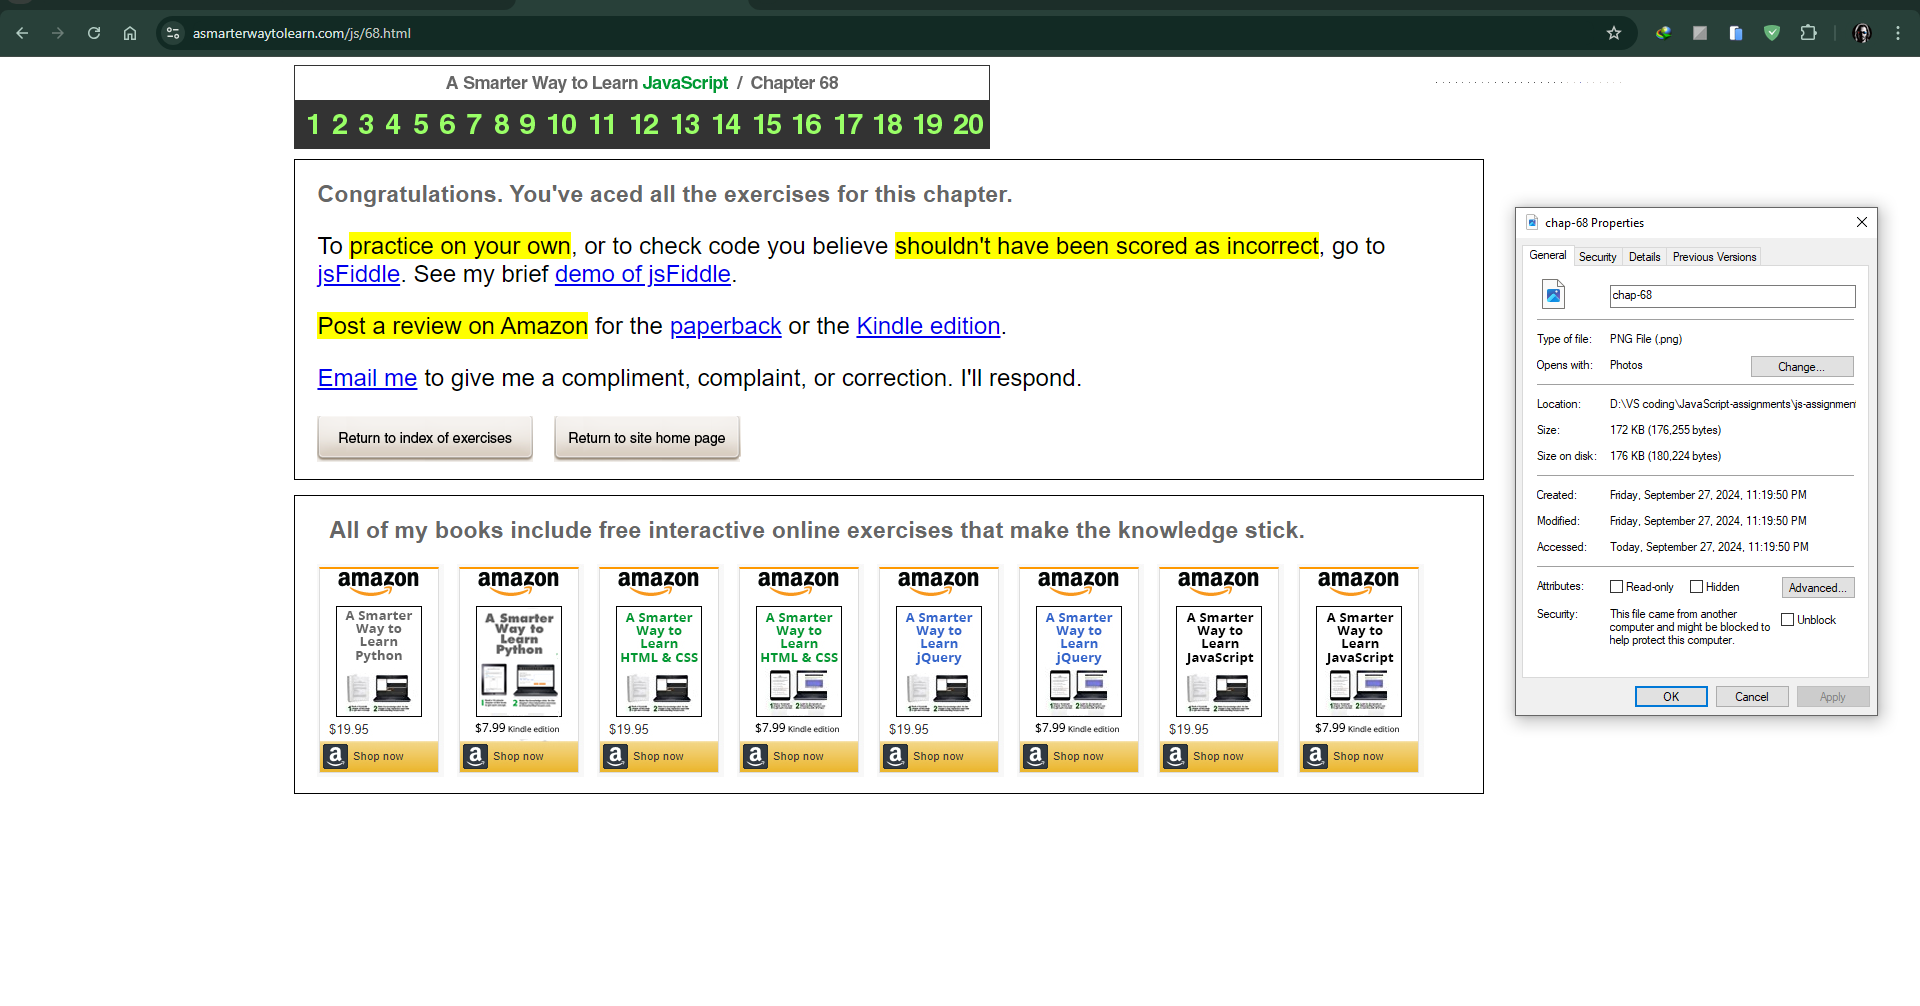 asmarterwaytolearn.com/js/68.html
A Smarter Way to Learn JavaScript / Chapter 68
1 2 3 4 5 6 7 8 9 10 11 12 13 14 15 16 17 18 19 20
Congratulations. You've aced all the exercises for this chapter.
To practice on your own, or to check code you believe shouldn't have been scored as incorrect, go to
jsFiddle. See my brief demo of jsFiddle.
Post a review on Amazon for the paperback or the Kindle edition.
Email me to give me a compliment, complaint, or correction. I'll respond.
Return to index of exercises
Return to site home page
All of my books include free interactive online exercises that make the knowledge stick.
amazon
A Smarter
Way to
Learn
Python
$19.95
a Shop now
amazon
A Smarter
Way to
Learn
Python
$7.99 Kindle edition
a Shop now
amazon
A Smarter
Way to
Learn
HTML & CSS
$19.95
a Shop now
amazon
A Smarter
Way to
Learn
HTML & CSS
$7.99 Kindle edition
a Shop now
amazon
A Smarter
Way to
Learn
jQuery
$19.95
a Shop now
amazon
A Smarter
Way to
Learn
jQuery
$7.99 Kindle edition
a Shop now
amazon
A Smarter
Way to
Learn
JavaScript
$19.95
a Shop now
amazon
A Smarter
Way to
Learn
JavaScript
$7.99 Kindle edition
a Shop now
chap-68 Properties
General Security Details Previous Versions
chap-68
Type of file: PNG File (.png)
Opens with: Photos Change...
Location: D:\VS coding\JavaScript-assignments\js-assignmen
Size: 172 KB (176,255 bytes)
Size on disk: 176 KB (180,224 bytes)
Created: Friday, September 27, 2024, 11:19:50 PM
Modified: Friday, September 27, 2024, 11:19:50 PM
Accessed: Today, September 27, 2024, 11:19:50 PM
Attributes: Read-only Hidden Advanced...
Security: This file came from another
computer and might be blocked to
help protect this computer.
Unblock
OK Cancel Apply